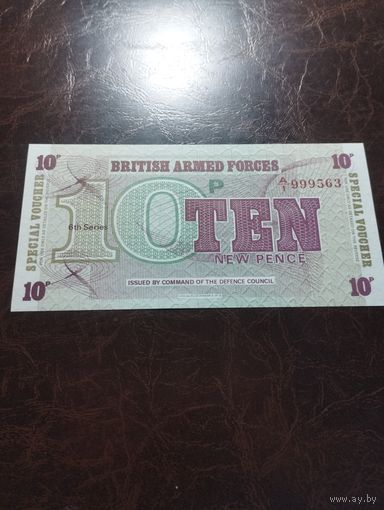 10P
BRITISH ARMED FORCES
10P
SPECIAL VOUCHER
A/1 999563
10P
6th Series
TEN
NEW PENCE
SPECIAL VOUCHER
ISSUED BY COMMAND OF THE DEFENCE COUNCIL
10P
10P
www.ay.by